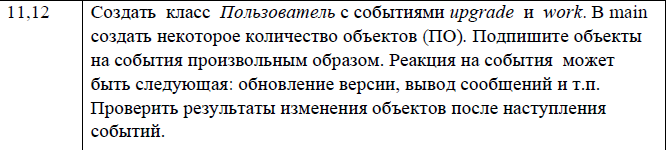 11,12
Создать класс Пользователь с событиями upgrade и work. В main
создать некоторое количество объектов (ПО). Подпишите объекты
на события произвольным образом. Реакция на события может
быть следующая: обновление версии, вывод сообщений и т.п.
Проверить результаты изменения объектов после наступления
событий.